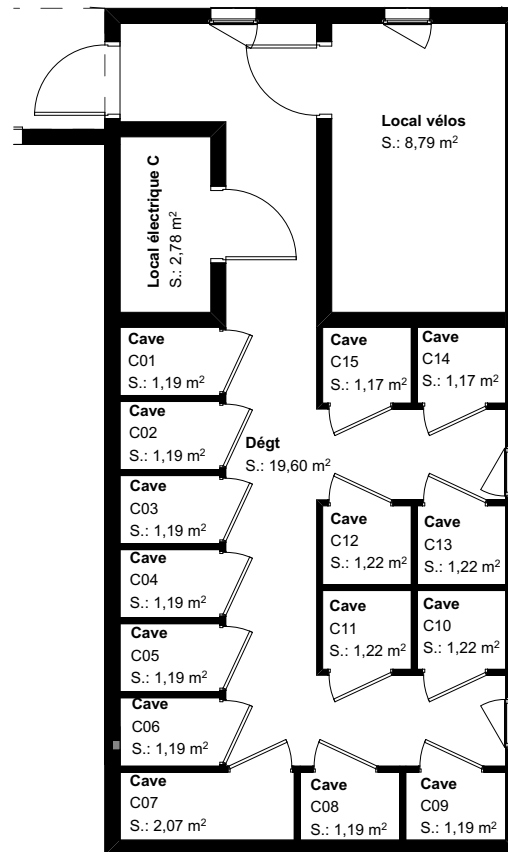 Local vélos
S.: 8,79 m²
Local électrique C
S.: 2,78 m²
Cave
C01
S.: 1,19 m²
Cave
C15
S.: 1,17 m²
Cave
C14
S.: 1,17 m²
Cave
C02
S.: 1,19 m²
Dégt
S.: 19,60 m²
Cave
C03
S.: 1,19 m²
Cave
C12
S.: 1,22 m²
Cave
C13
S.: 1,22 m²
Cave
C04
S.: 1,19 m²
Cave
C11
S.: 1,22 m²
Cave
C10
S.: 1,22 m²
Cave
C05
S.: 1,19 m²
Cave
C06
S.: 1,19 m²
Cave
C07
S.: 2,07 m²
Cave
C08
S.: 1,19 m²
Cave
C09
S.: 1,19 m²